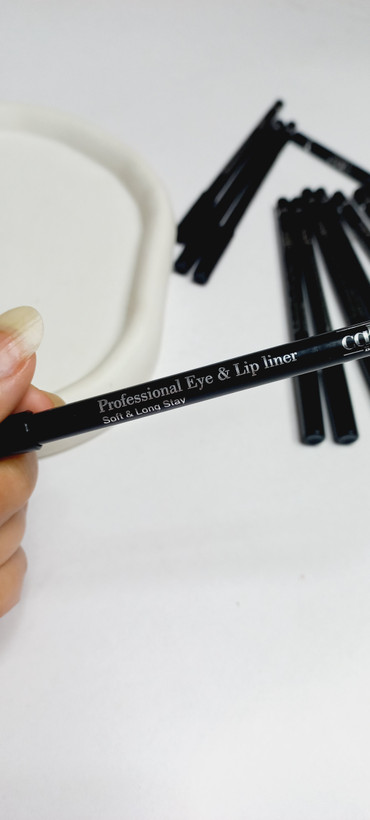 Professional Eye & Lip liner
Soft & Long Stay